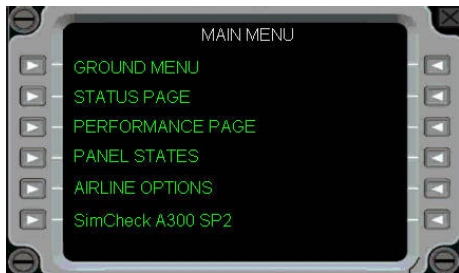 MAIN MENU
GROUND MENU
STATUS PAGE
PERFORMANCE PAGE
PANEL STATES
AIRLINE OPTIONS
SimCheck A300 SP2